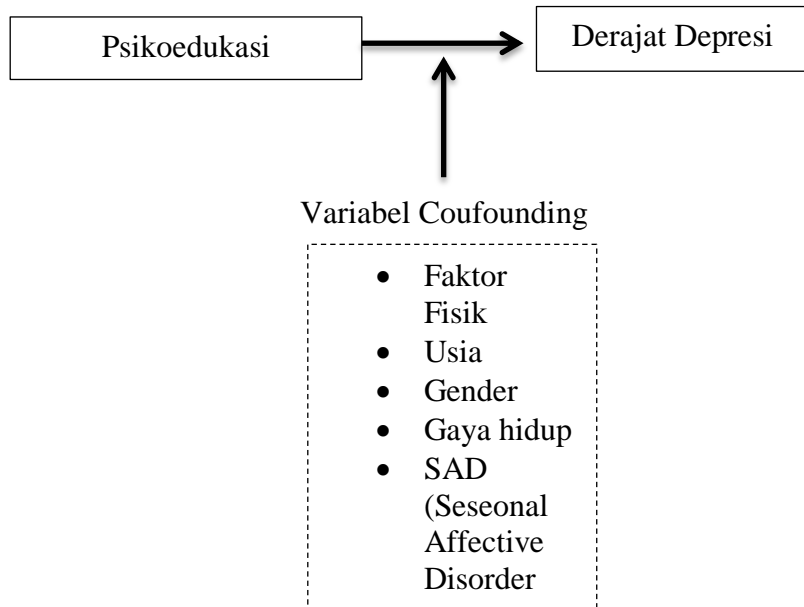 Psikoedukasi
Derajat Depresi
Variabel Coufounding
• Faktor
Fisik
• Usia
• Gender
• Gaya hidup
• SAD
(Seseonal
Affective
Disorder